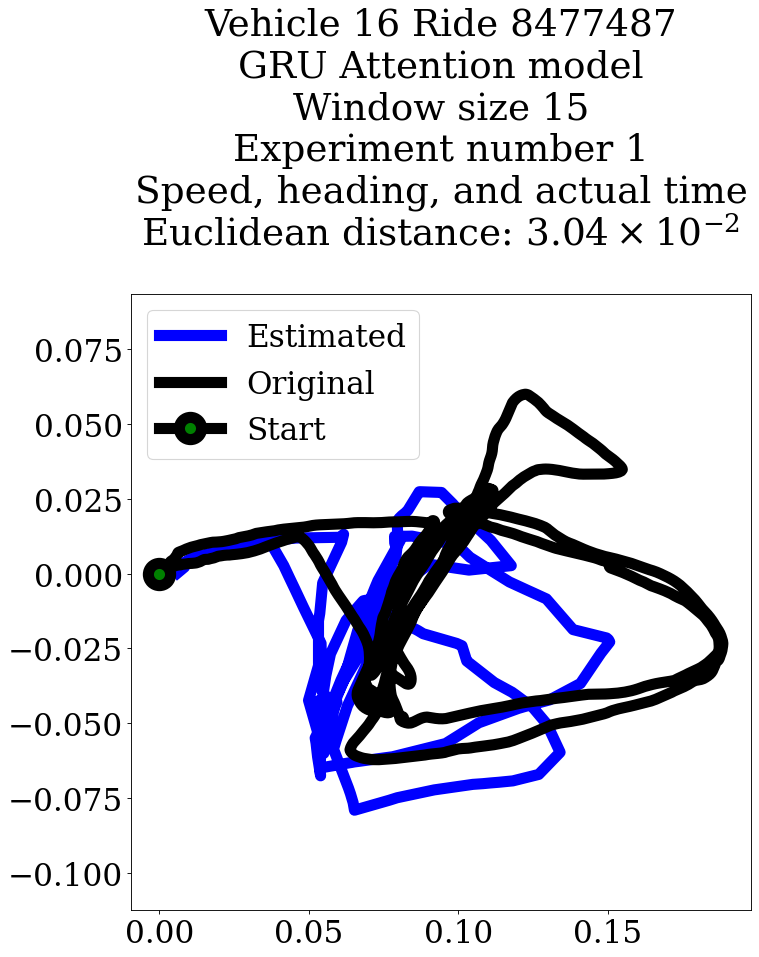 Vehicle 16 Ride 8477487
GRU Attention model
Window size 15
Experiment number 1
Speed, heading, and actual time
Euclidean distance: 3.04 × 10⁻²
Estimated
Original
Start
0.075
0.050
0.025
0.000
−0.025
−0.050
−0.075
−0.100
0.00 0.05 0.10 0.15